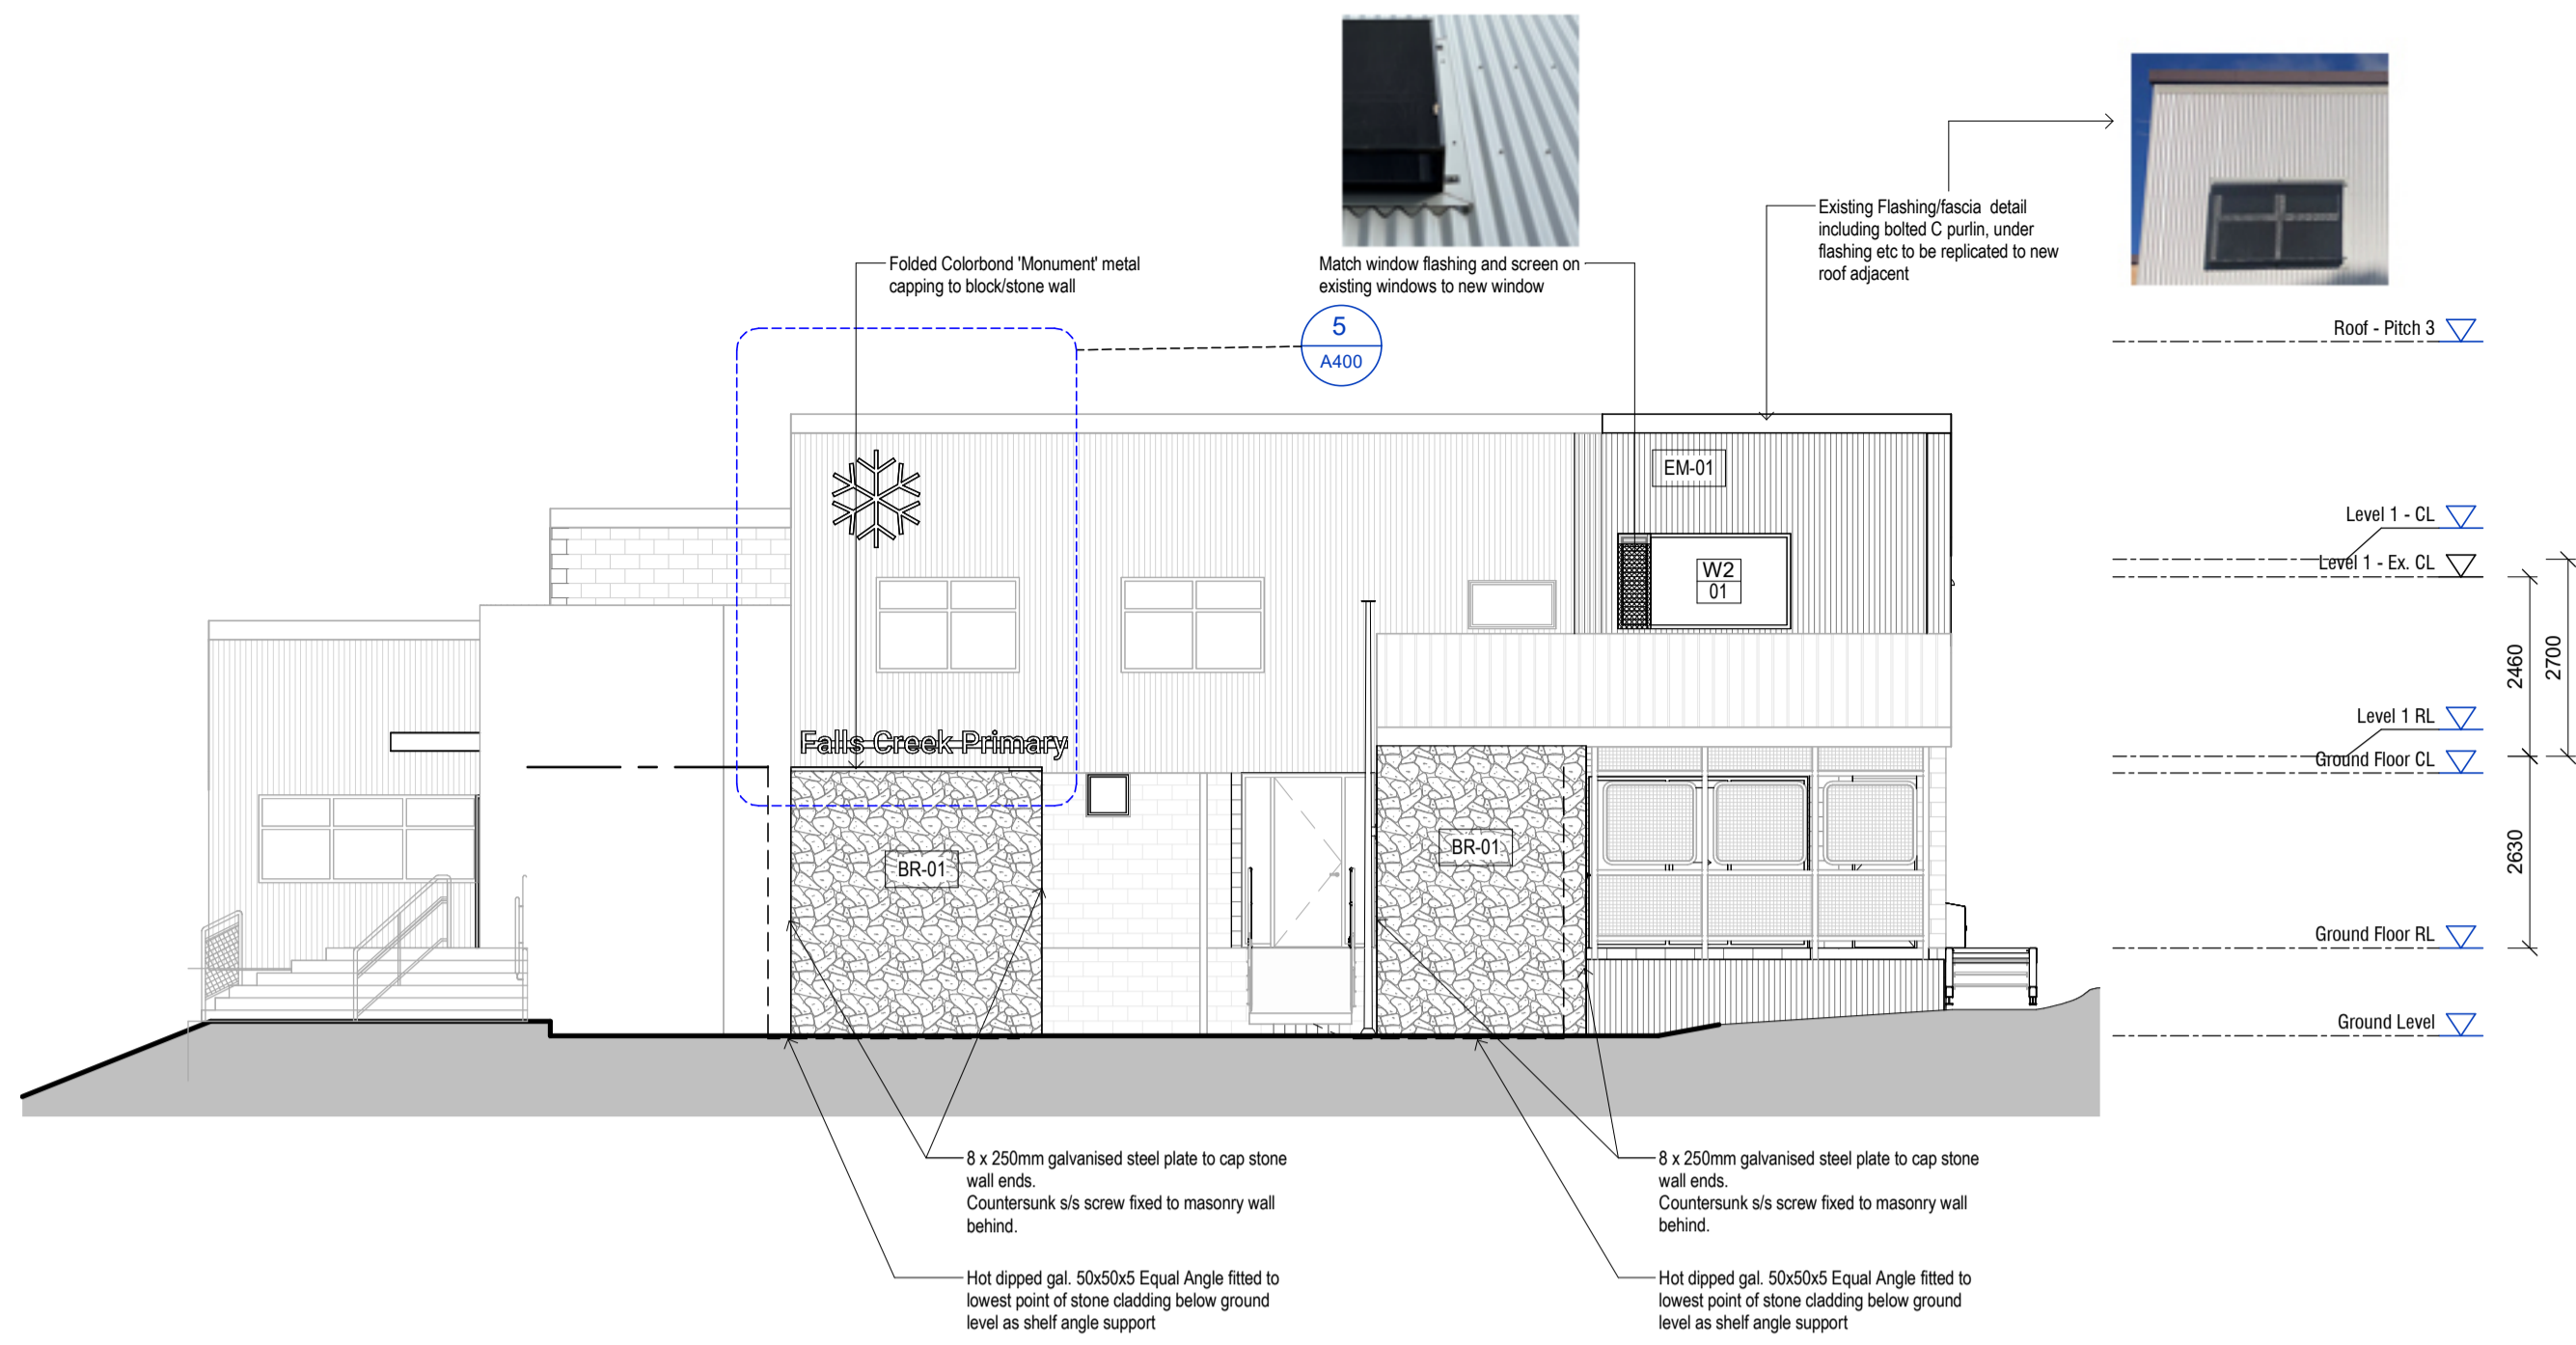 Folded Colorbond 'Monument' metal
capping to block/stone wall
Match window flashing and screen on
existing windows to new window
Existing Flashing/fascia detail
including bolted C purlin, under
flashing etc to be replicated to new
roof adjacent
5
A400
Roof - Pitch 3
EM-01
Level 1 - CL
Level 1 - Ex. CL
W2
01
2460
2700
Level 1 RL
Falls Creek Primary
Ground Floor CL
BR-01
BR-01
2630
Ground Floor RL
Ground Level
8 x 250mm galvanised steel plate to cap stone
wall ends.
Countersunk s/s screw fixed to masonry wall
behind.
Hot dipped gal. 50x50x5 Equal Angle fitted to
lowest point of stone cladding below ground
level as shelf angle support
8 x 250mm galvanised steel plate to cap stone
wall ends.
Countersunk s/s screw fixed to masonry wall
behind.
Hot dipped gal. 50x50x5 Equal Angle fitted to
lowest point of stone cladding below ground
level as shelf angle support